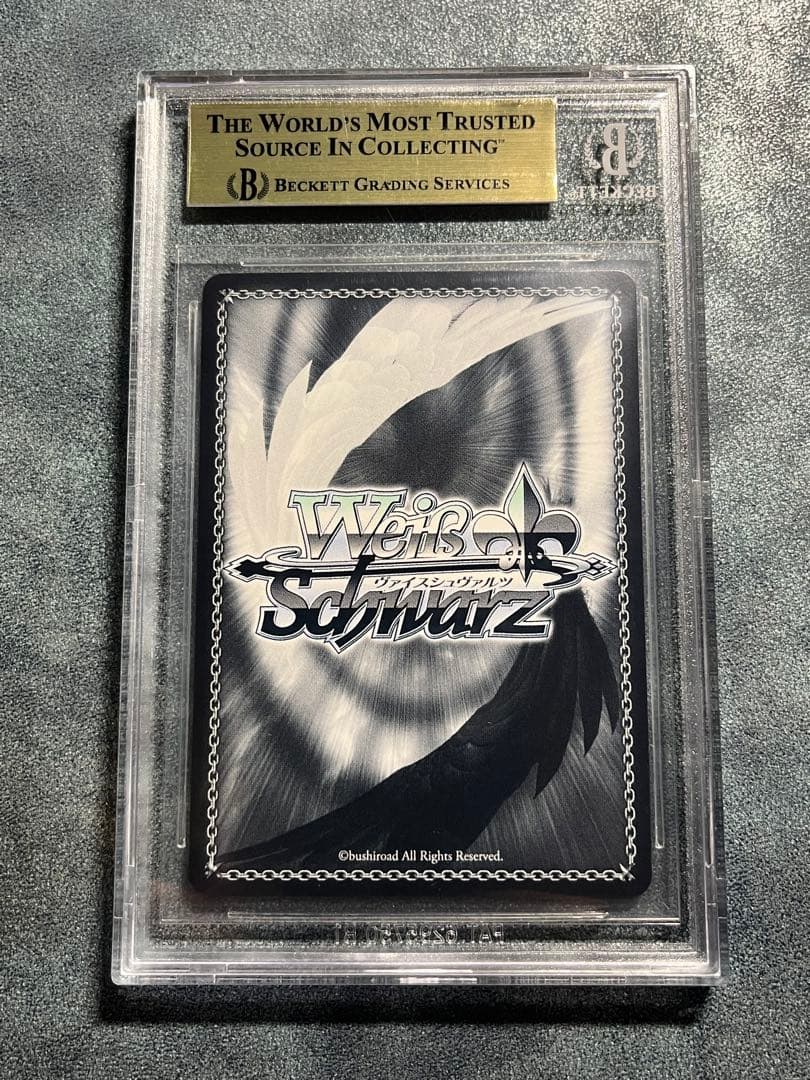 THE WORLD'S MOST TRUSTED
SOURCE IN COLLECTING™
B BECKETT GRADING SERVICES
B
BECKETT™
Weiß
ヴァイスシュヴァルツ
Schwarz
©bushiroad All Rights Reserved.